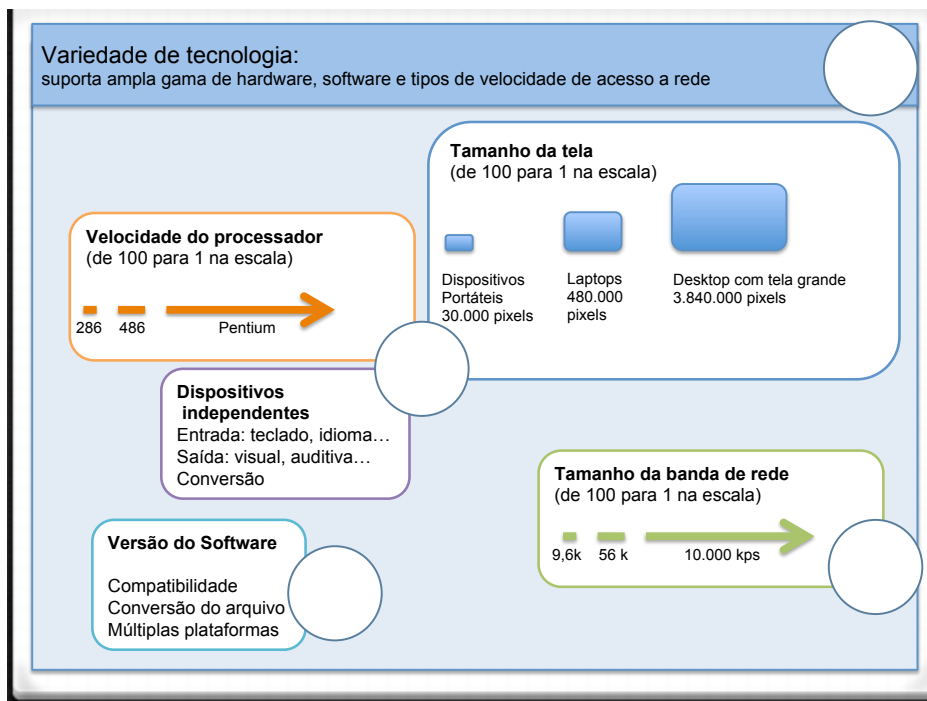 Variedade de tecnologia:
suporta ampla gama de hardware, software e tipos de velocidade de acesso a rede
Tamanho da tela
(de 100 para 1 na escala)
Dispositivos
Portáteis
30.000 pixels
Laptops
480.000
pixels
Desktop com tela grande
3.840.000 pixels
Velocidade do processador
(de 100 para 1 na escala)
286 486 Pentium
Dispositivos
independentes
Entrada: teclado, idioma…
Saída: visual, auditiva…
Conversão
Tamanho da banda de rede
(de 100 para 1 na escala)
9,6k 56 k 10.000 kps
Versão do Software
Compatibilidade
Conversão do arquivo
Múltiplas plataformas